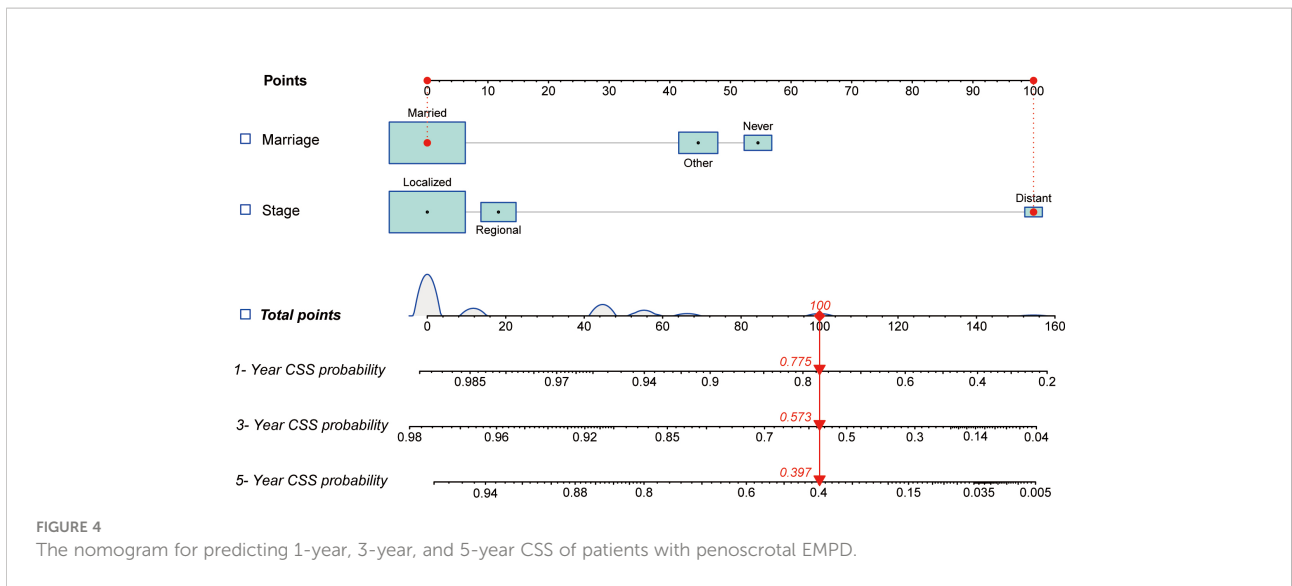 Points
0 10 20 30 40 50 60 70 80 90 100
Married
Never
Marriage
Other
Localized
Distant
Stage
Regional
100
Total points
0 20 40 60 80 100 120 140 160
0.775
1- Year CSS probability
0.985 0.97 0.94 0.9 0.8 0.6 0.4 0.2
0.573
3- Year CSS probability
0.98 0.96 0.92 0.85 0.7 0.5 0.3 0.14 0.04
0.397
5- Year CSS probability
0.94 0.88 0.8 0.6 0.4 0.15 0.035 0.005
FIGURE 4
The nomogram for predicting 1-year, 3-year, and 5-year CSS of patients with penoscrotal EMPD.